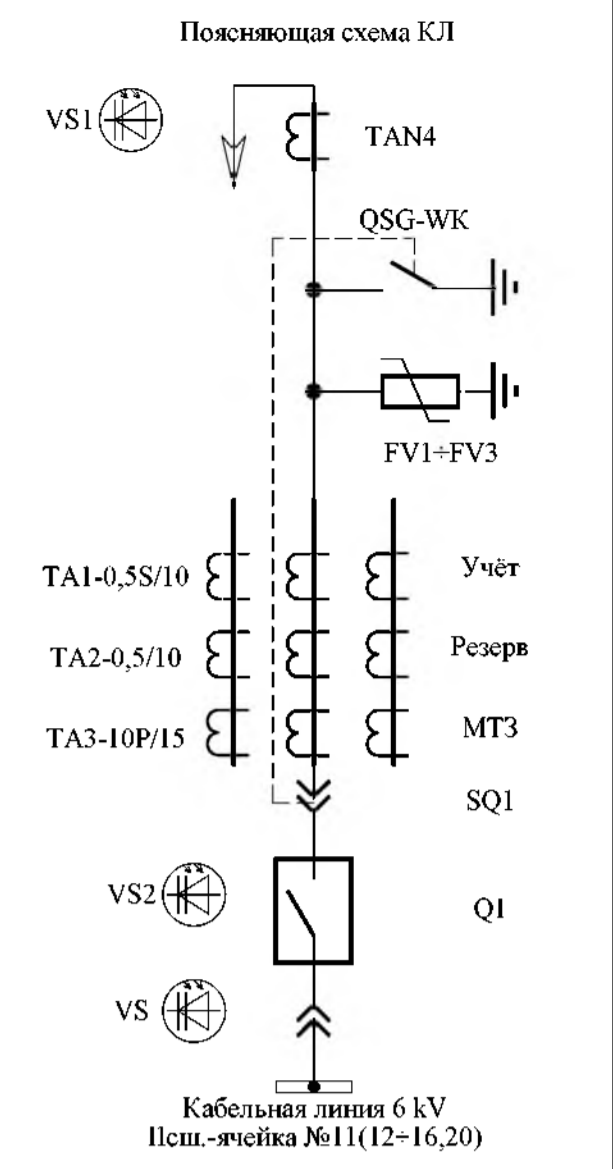 Поясняющая схема КЛ
VS1
TAN4
QSG-WK
FV1÷FV3
TA1-0,5S/10
Учёт
TA2-0,5/10
Резерв
TA3-10P/15
МТЗ
SQ1
VS2
Q1
VS
Кабельная линия 6 kV
IIсш.-ячейка №11(12÷16,20)